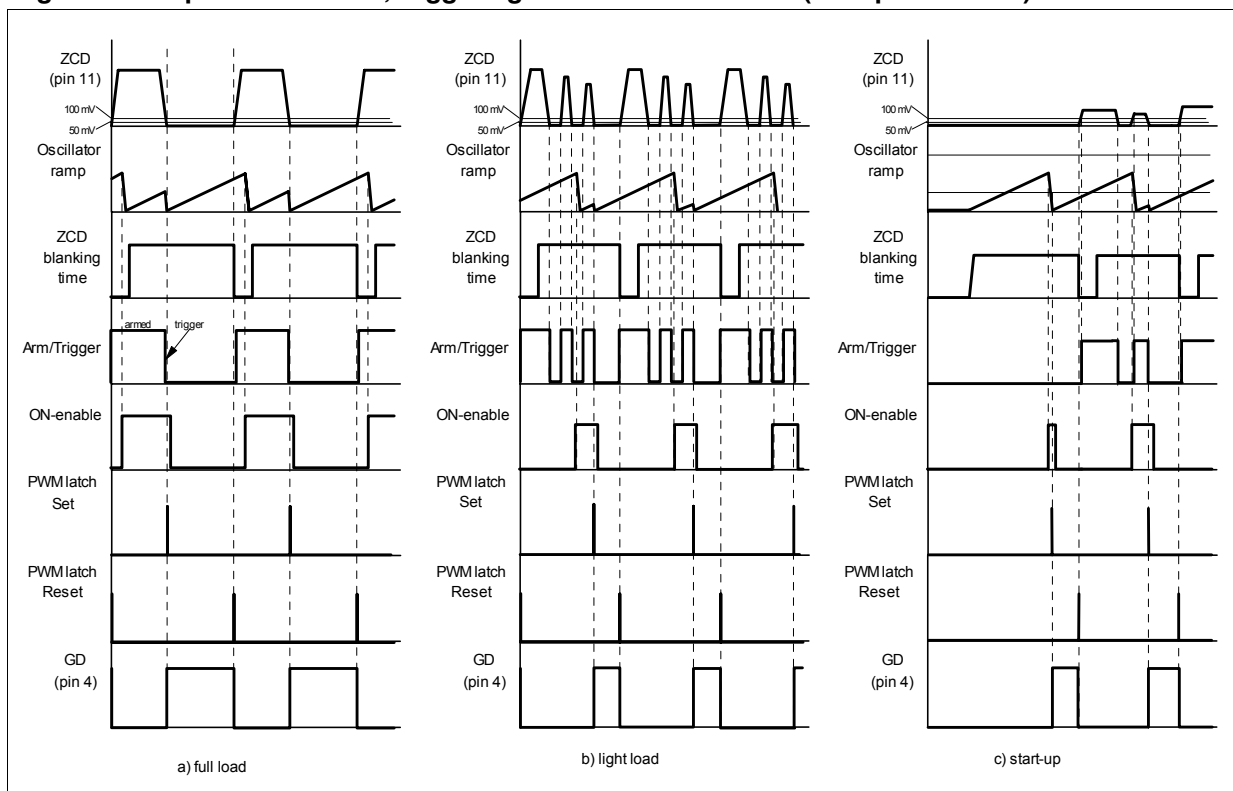 ZCD
(pin 11)
100 mV
50 mV
Oscillator
ramp
ZCD
blanking
time
armed
trigger
Arm/Trigger
ON-enable
PWM latch
Set
PWM latch
Reset
GD
(pin 4)
a) full load
ZCD
(pin 11)
100 mV
50 mV
Oscillator
ramp
ZCD
blanking
time
Arm/Trigger
ON-enable
PWM latch
Set
PWM latch
Reset
GD
(pin 4)
b) light load
ZCD
(pin 11)
100 mV
50 mV
Oscillator
ramp
ZCD
blanking
time
Arm/Trigger
ON-enable
PWM latch
Set
PWM latch
Reset
GD
(pin 4)
c) start-up